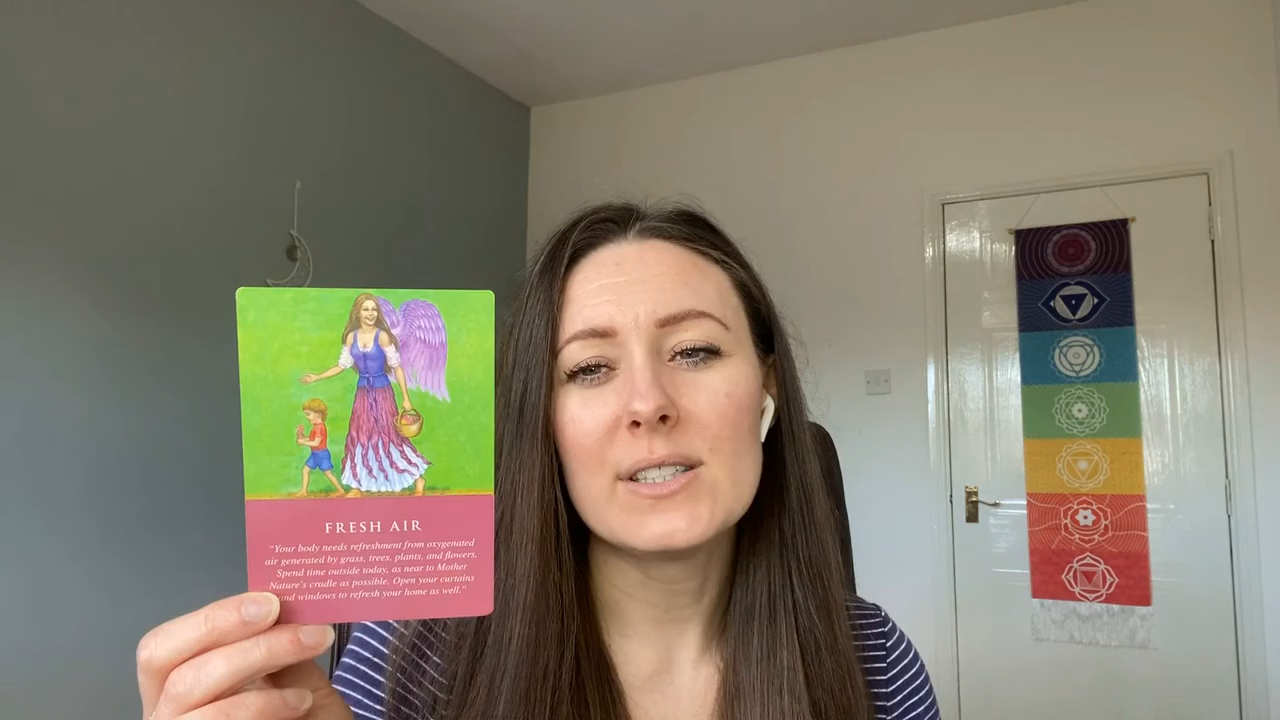 FRESH AIR
"Your body needs refreshment from oxygenated
air generated by grass, trees, plants, and flowers.
Spend time outside today, as near to Mother
Nature's cradle as possible. Open your curtains
and windows to refresh your home as well."